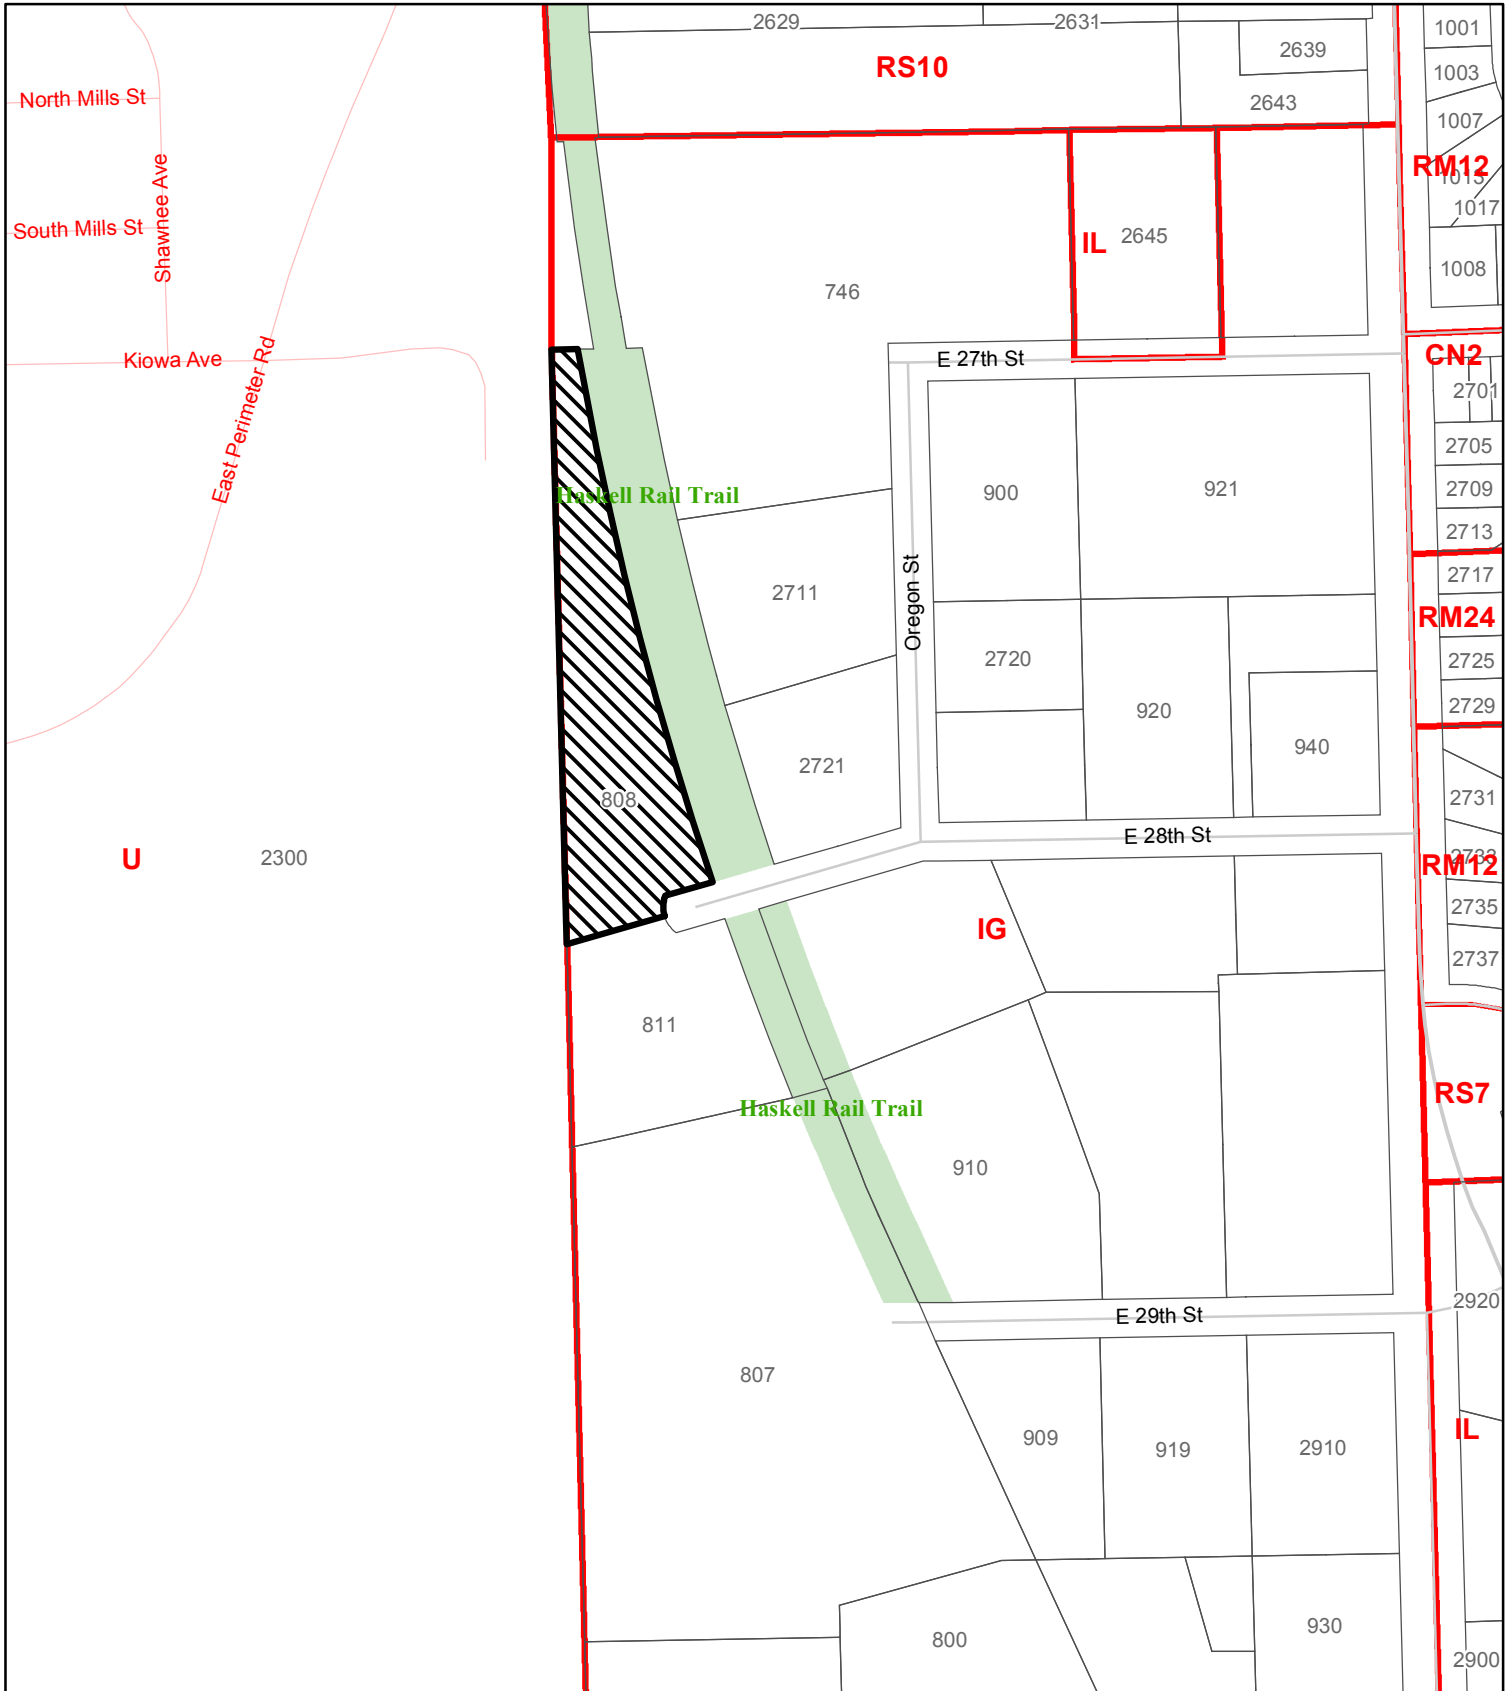 2629
2631
1001
2639
RS10
1003
North Mills St
2643
1007
RM12
1013
Shawnee Ave
1017
South Mills St
2645
IL
1008
746
Kiowa Ave
E 27th St
CN2
East Perimeter Rd
2701
2705
2709
Haskell Rail Trail
900
921
2713
2717
2711
Oregon St
RM24
2720
2725
2729
920
940
2721
2731
808
E 28th St
U
2300
2733
RM12
2735
IG
2737
811
RS7
Haskell Rail Trail
910
2920
E 29th St
807
IL
909
919
2910
930
800
2900